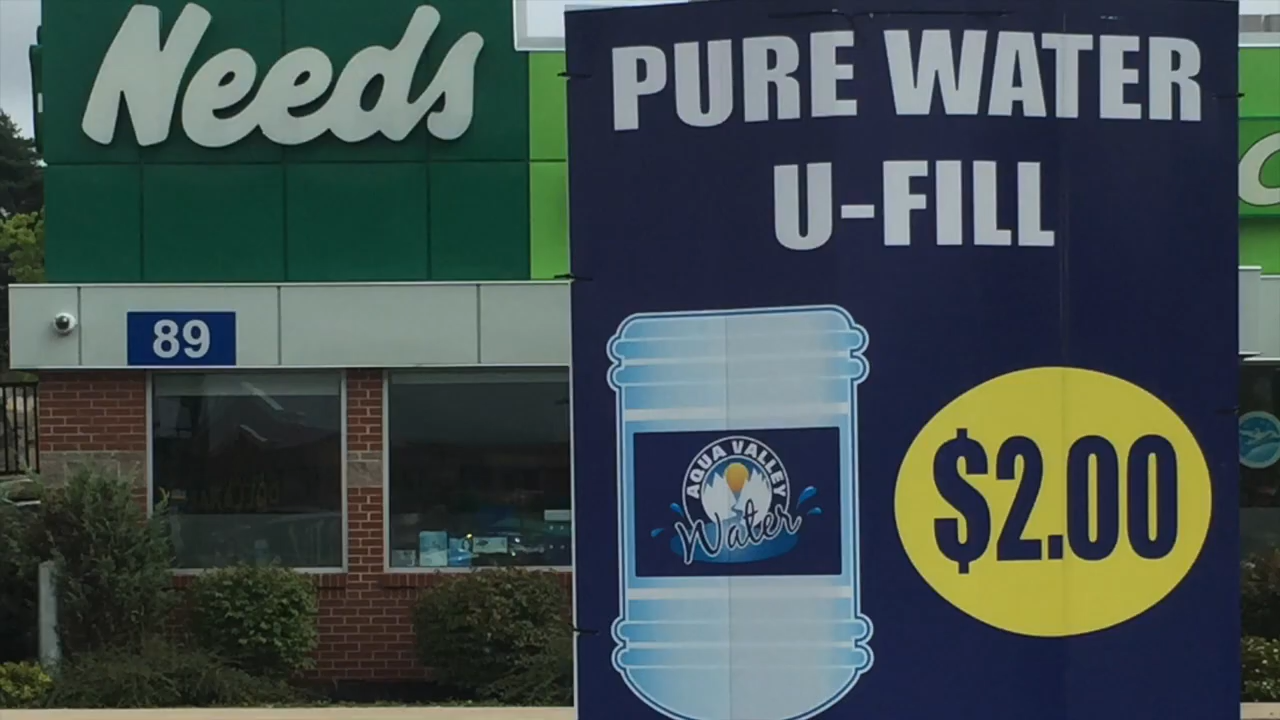 Needs
89
PURE WATER
U-FILL
AQUA VALLEY
Water
$2.00